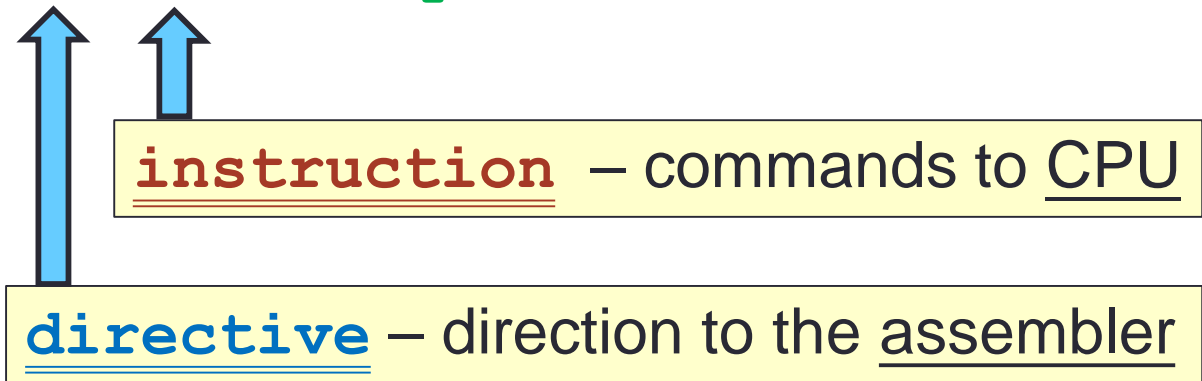 instruction – commands to CPU
directive – direction to the assembler